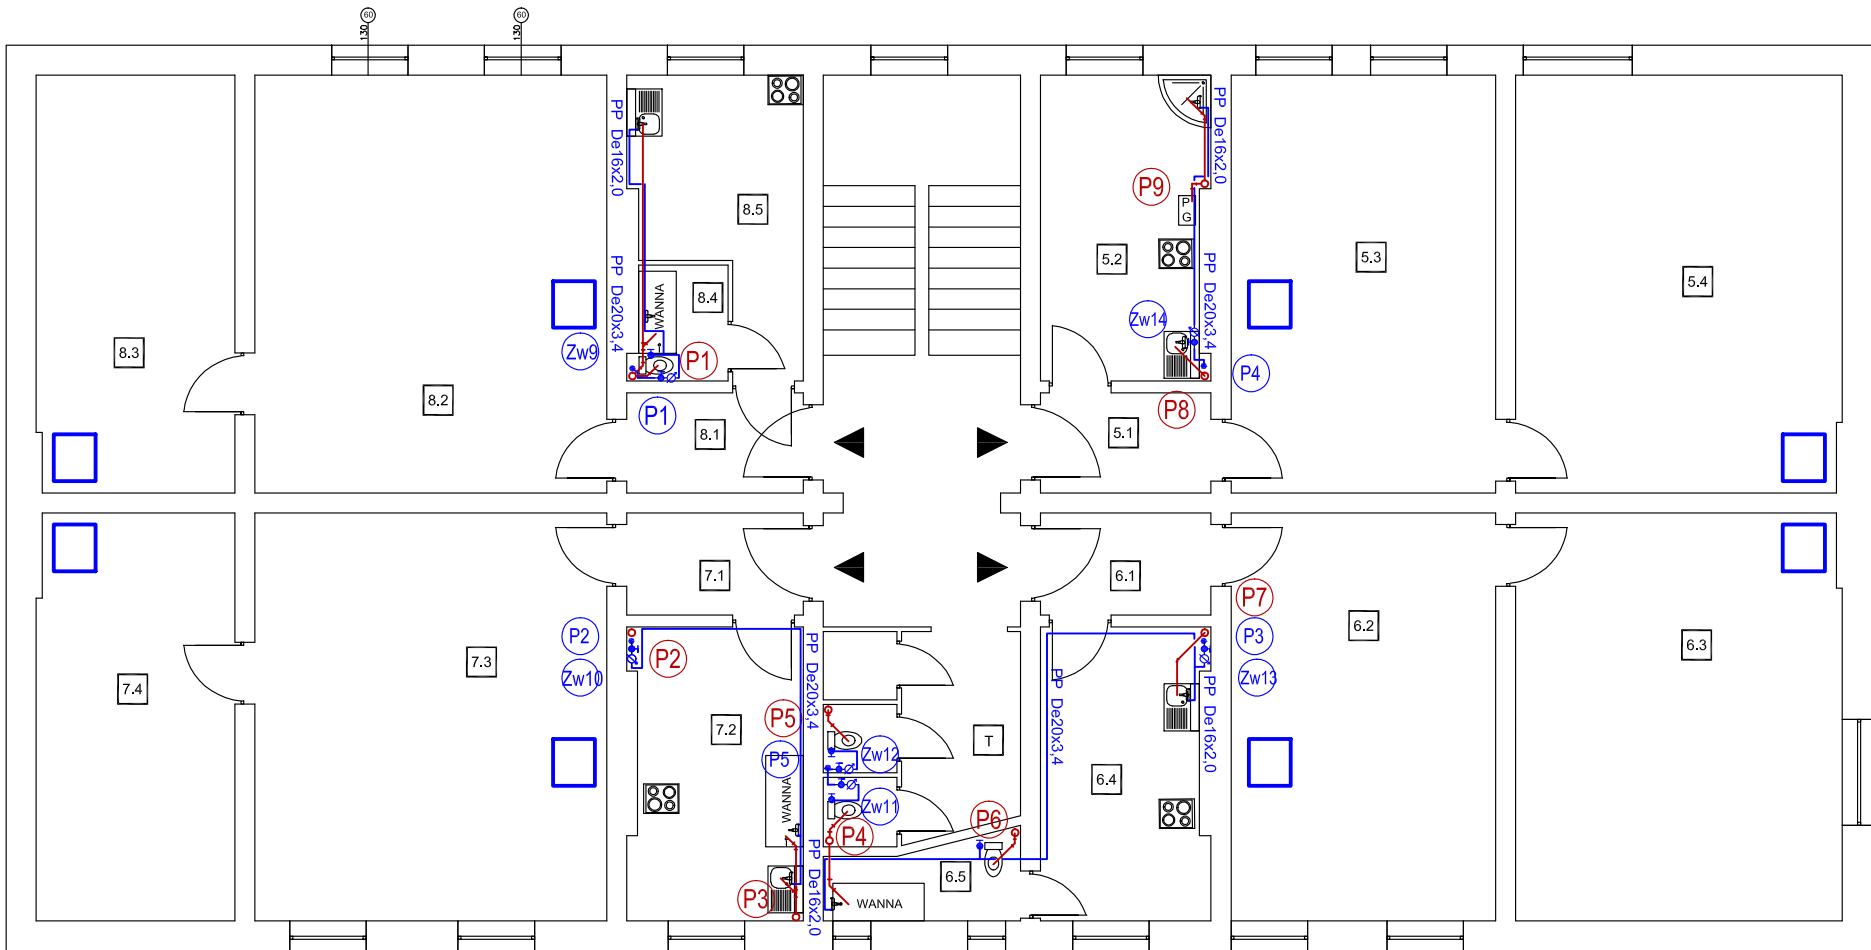 60
130
60
130
PP De16x2,0
8.5
PP De20x3,4
WANNA
8.4
8.3
Zw9
P1
8.2
P1
8.1
PP De16x2,0
P9
P
G
5.2
5.3
5.4
PP De20x3,4
Zw14
P4
P8
5.1
7.1
6.1
P7
P2
P3
6.2
6.3
P2
7.3
7.4
Zw10
Zw13
PP De20x3,4
PP De20x3,4
PP De16x2,0
P5
7.2
T
P5
Zw12
WANNA
6.4
Zw11
P4
P6
6.5
P3
PP De16x2,0
WANNA